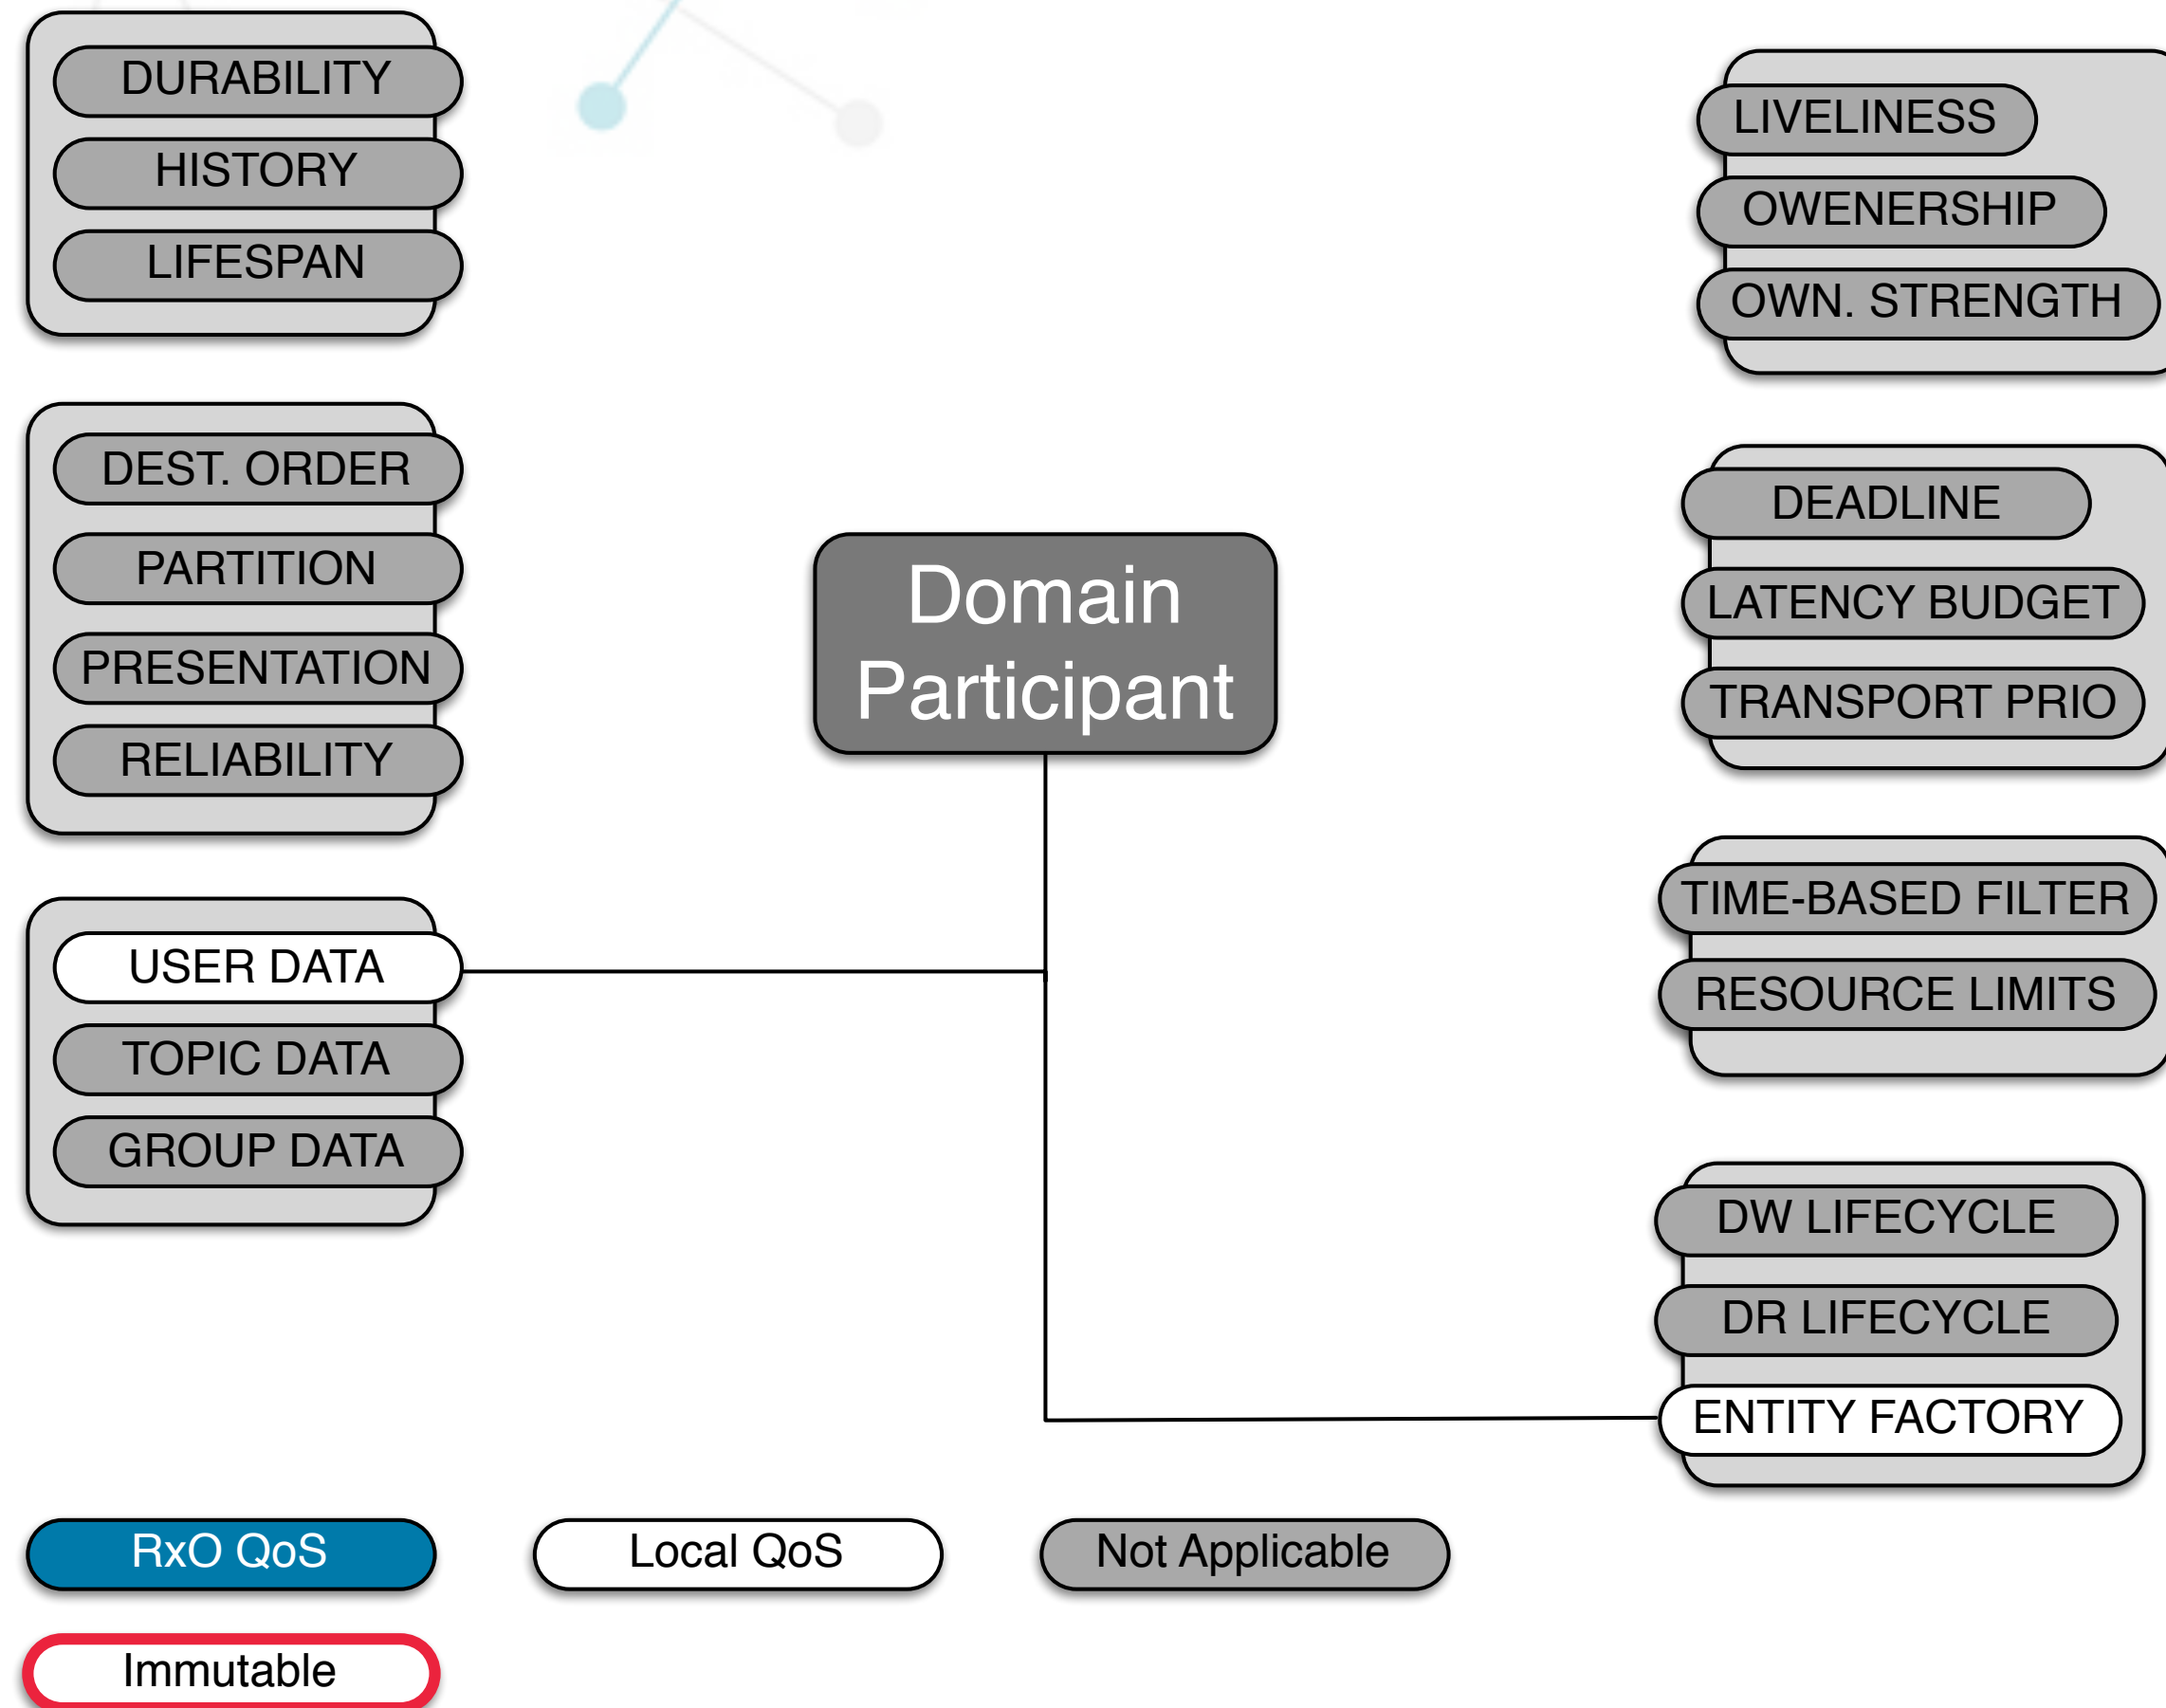 DURABILITY
HISTORY
LIFESPAN
DEST. ORDER
PARTITION
PRESENTATION
RELIABILITY
USER DATA
TOPIC DATA
GROUP DATA
Domain
Participant
LIVELINESS
OWENERSHIP
OWN. STRENGTH
DEADLINE
LATENCY BUDGET
TRANSPORT PRIO
TIME-BASED FILTER
RESOURCE LIMITS
DW LIFECYCLE
DR LIFECYCLE
ENTITY FACTORY
RxO QoS
Local QoS
Not Applicable
Immutable